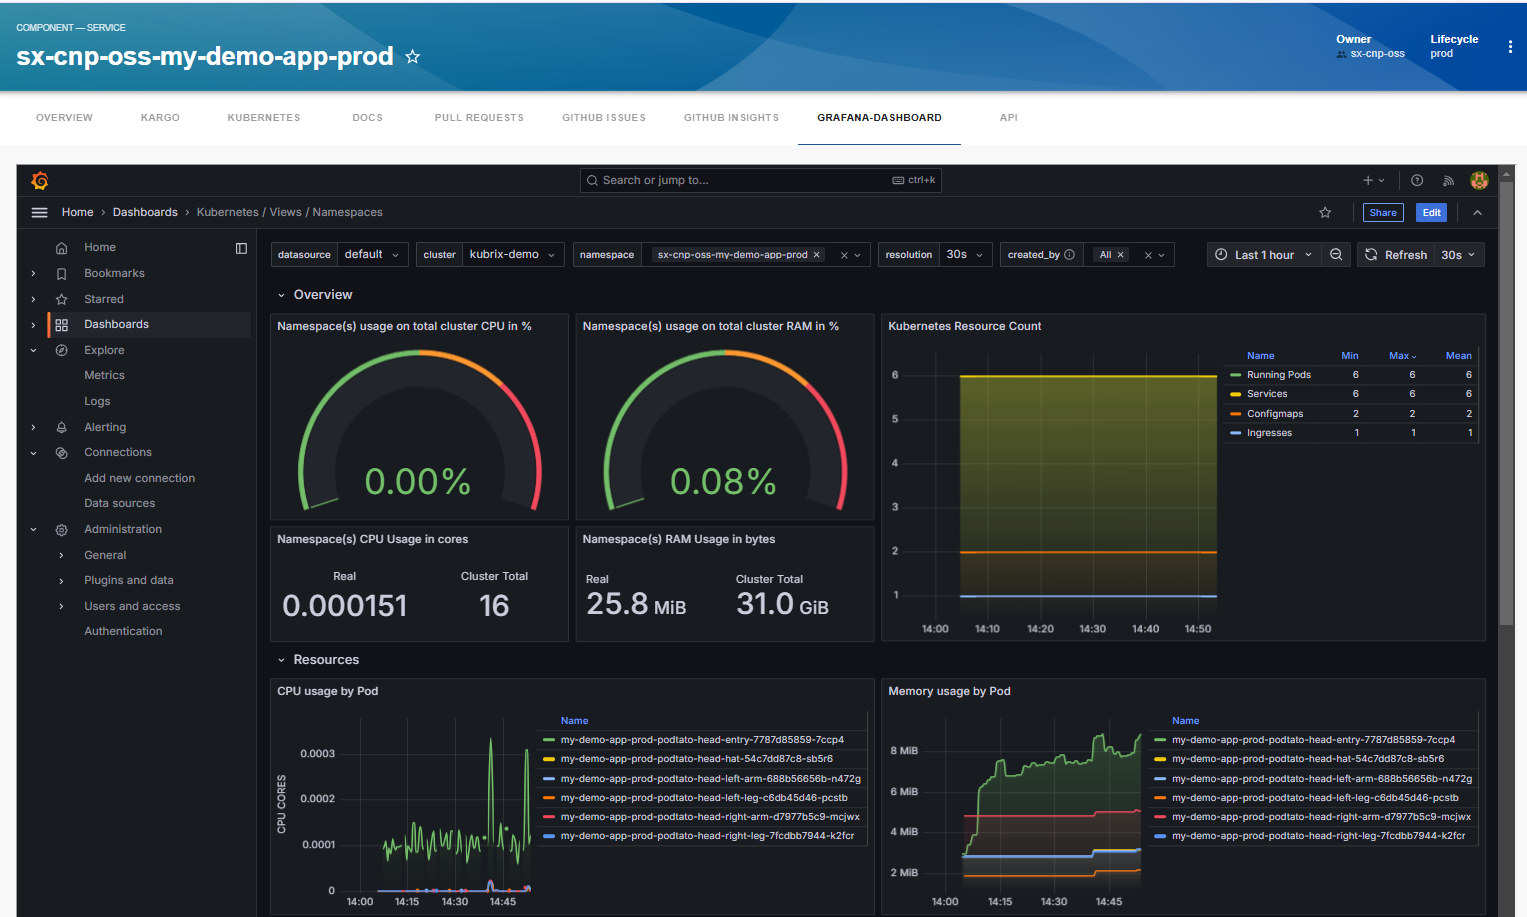 COMPONENT — SERVICE
sx-cnp-oss-my-demo-app-prod
Owner
sx-cnp-oss
Lifecycle
prod
OVERVIEW KARGO KUBERNETES DOCS PULL REQUESTS GITHUB ISSUES GITHUB INSIGHTS GRAFANA-DASHBOARD API
Search or jump to... ctrl+k
Home › Dashboards › Kubernetes / Views / Namespaces
Share Edit
Home
Bookmarks
Starred
Dashboards
Explore
Metrics
Logs
Alerting
Connections
Add new connection
Data sources
Administration
General
Plugins and data
Users and access
Authentication
datasource default cluster kubrix-demo namespace sx-cnp-oss-my-demo-app-prod resolution 30s created_by All Last 1 hour Refresh 30s
Overview
Namespace(s) usage on total cluster CPU in %
0.00%
Namespace(s) usage on total cluster RAM in %
0.08%
Namespace(s) CPU Usage in cores
Real Cluster Total
0.000151 16
Namespace(s) RAM Usage in bytes
Real Cluster Total
25.8 MiB 31.0 GiB
Kubernetes Resource Count
6
5
4
3
2
1
14:00 14:10 14:20 14:30 14:40 14:50
Name Min Max Mean
Running Pods 6 6 6
Services 6 6 6
Configmaps 2 2 2
Ingresses 1 1 1
Resources
CPU usage by Pod
CPU CORES
0.0003
0.0002
0.0001
0
14:00 14:15 14:30 14:45
Name
my-demo-app-prod-podtato-head-entry-7787d85859-7ccp4
my-demo-app-prod-podtato-head-hat-54c7dd87c8-sb5r6
my-demo-app-prod-podtato-head-left-arm-688b56656b-n472g
my-demo-app-prod-podtato-head-left-leg-c6db45d46-pcstb
my-demo-app-prod-podtato-head-right-arm-d7977b5c9-mcjwx
my-demo-app-prod-podtato-head-right-leg-7fcdbb7944-k2fcr
Memory usage by Pod
8 MiB
6 MiB
4 MiB
2 MiB
14:00 14:15 14:30 14:45
Name
my-demo-app-prod-podtato-head-entry-7787d85859-7ccp4
my-demo-app-prod-podtato-head-hat-54c7dd87c8-sb5r6
my-demo-app-prod-podtato-head-left-arm-688b56656b-n472g
my-demo-app-prod-podtato-head-left-leg-c6db45d46-pcstb
my-demo-app-prod-podtato-head-right-arm-d7977b5c9-mcjwx
my-demo-app-prod-podtato-head-right-leg-7fcdbb7944-k2fcr